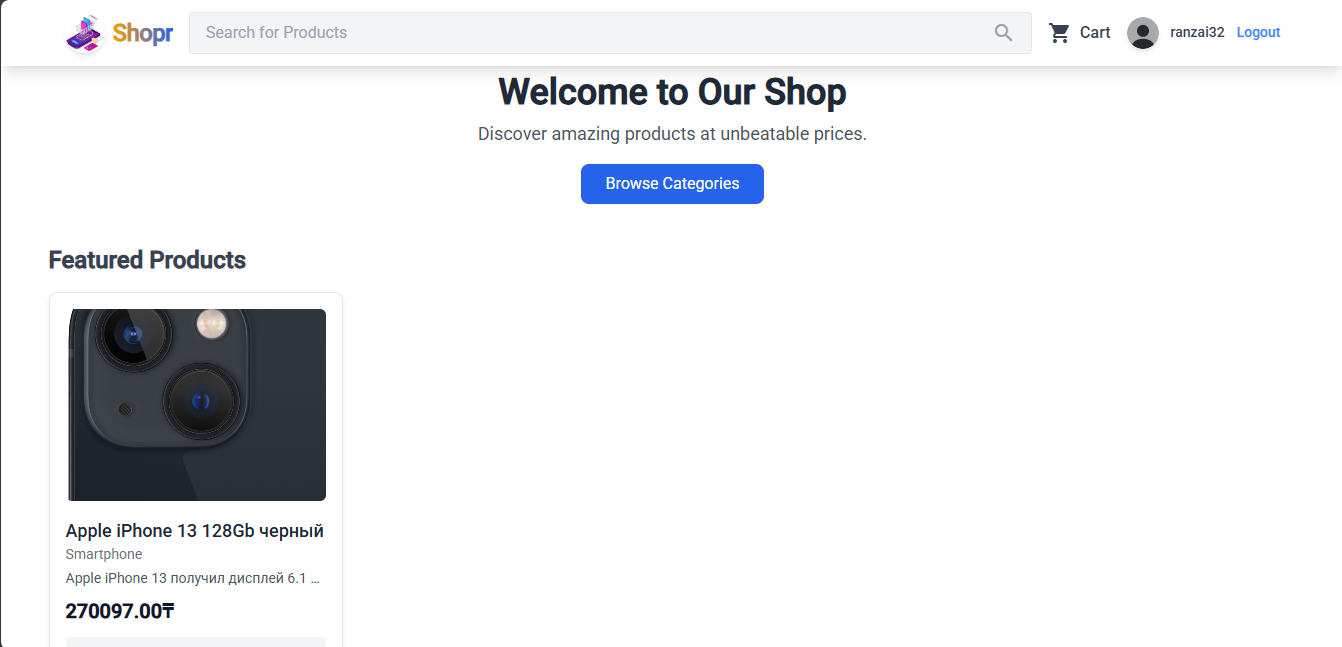 Shopr
Search for Products
Cart
ranzai32
Logout
Welcome to Our Shop
Discover amazing products at unbeatable prices.
Browse Categories
Featured Products
Apple iPhone 13 128Gb черный
Smartphone
Apple iPhone 13 получил дисплей 6.1 ...
270097.00₸